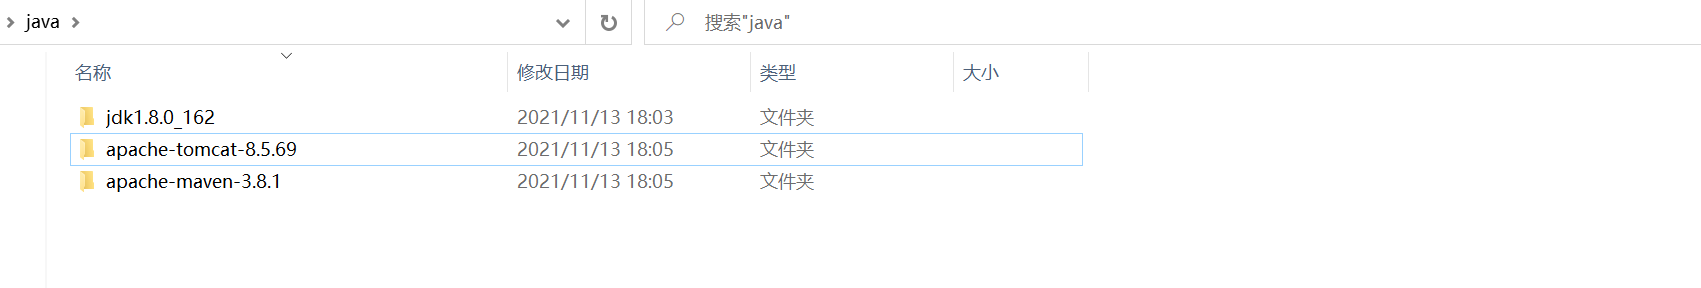 java
搜索"java"
名称 修改日期 类型 大小
jdk1.8.0_162 2021/11/13 18:03 文件夹
apache-tomcat-8.5.69 2021/11/13 18:05 文件夹
apache-maven-3.8.1 2021/11/13 18:05 文件夹